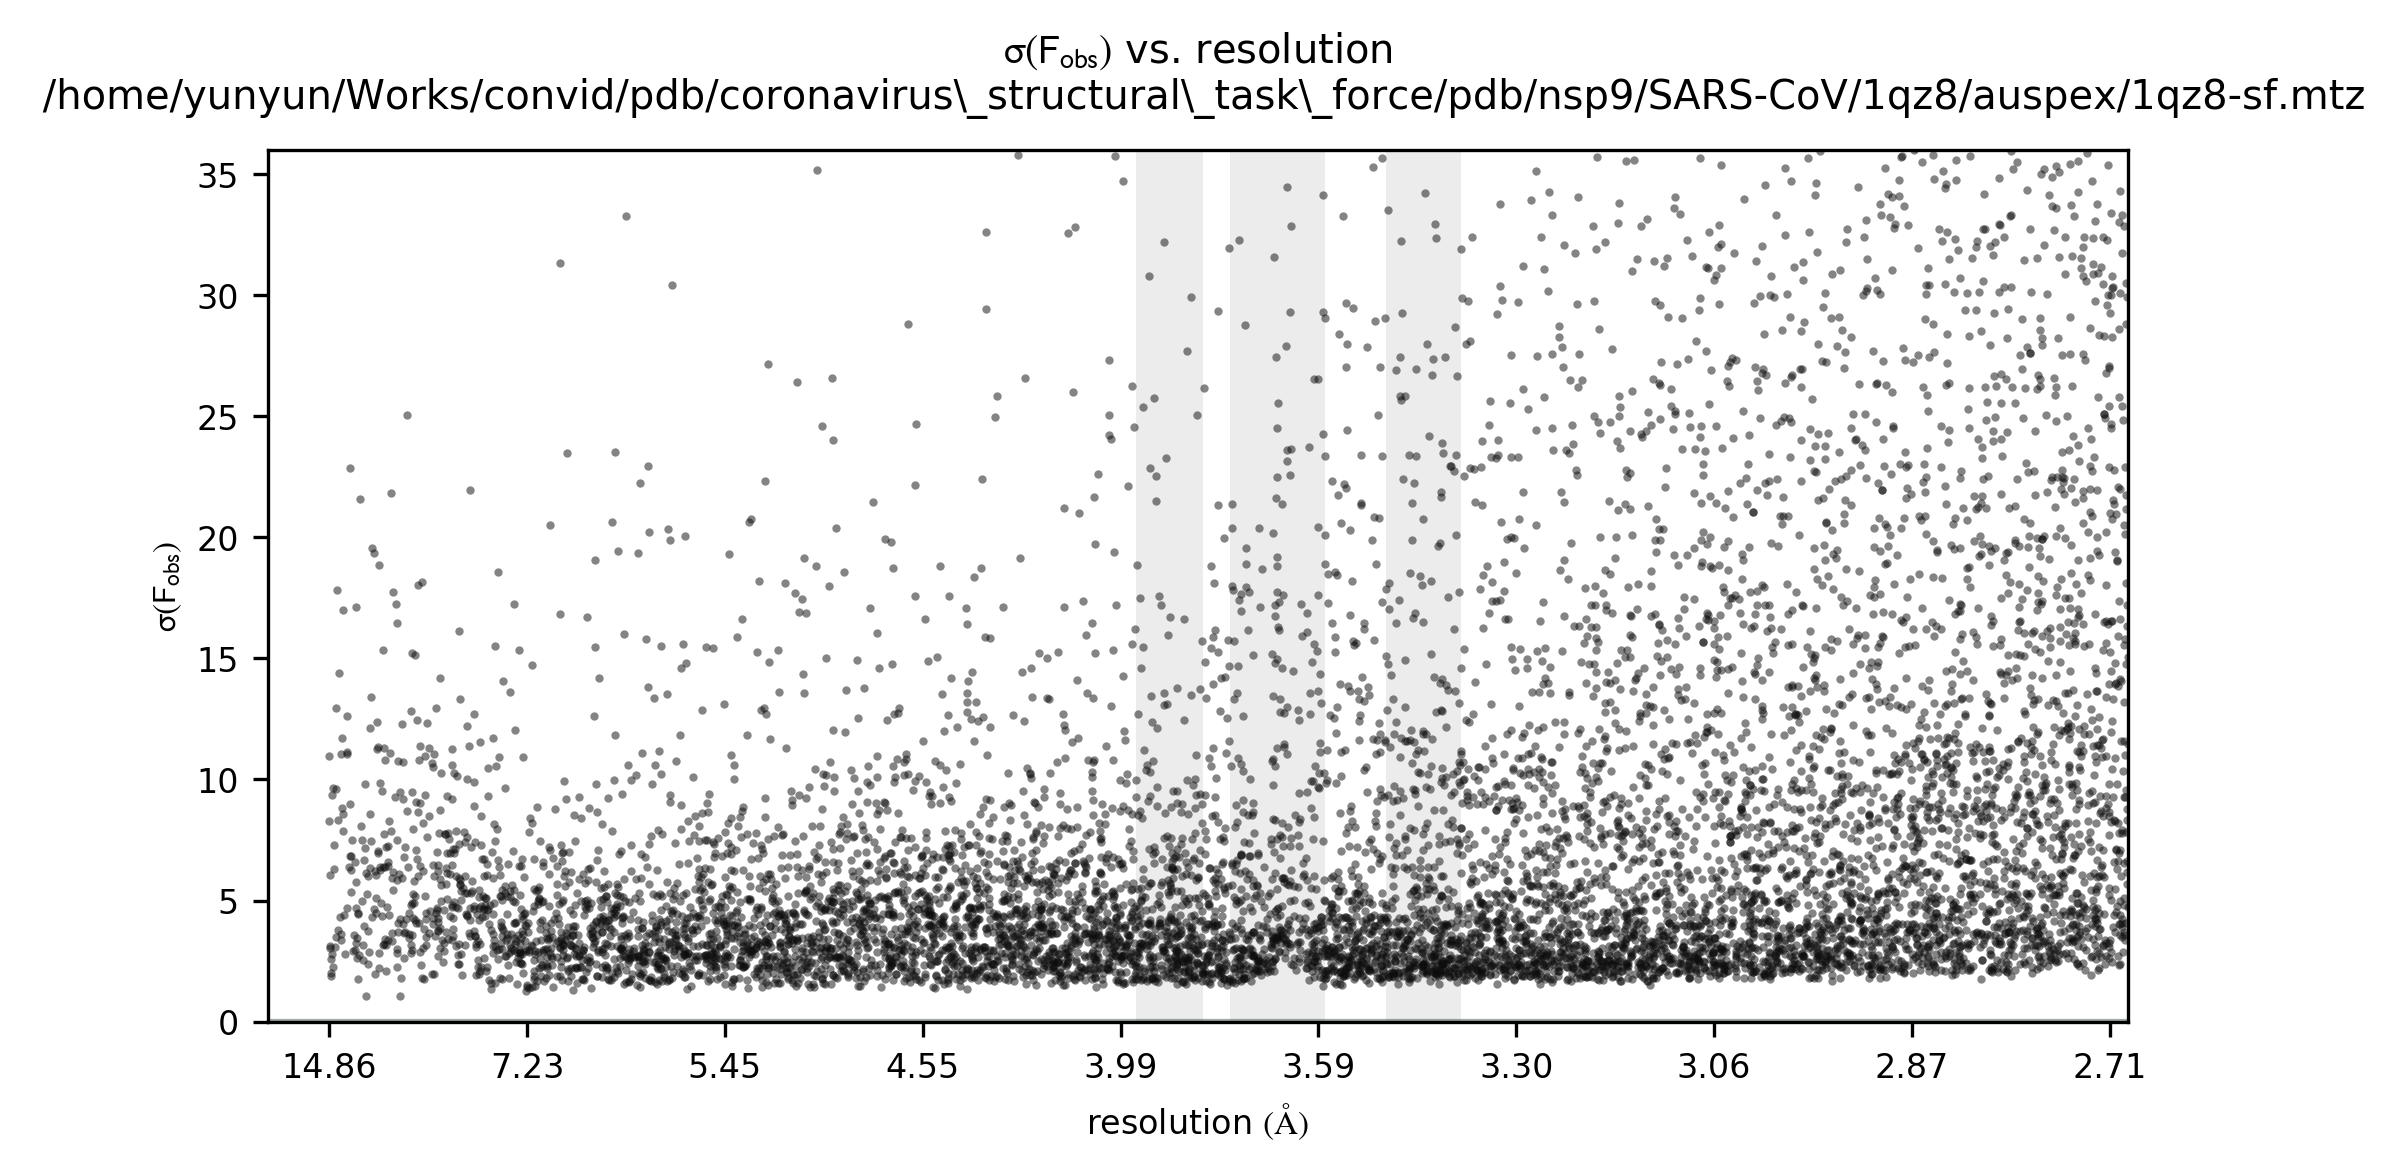 σ(Fobs) vs. resolution
/home/yunyun/Works/convid/pdb/coronavirus\_structural\_task\_force/pdb/nsp9/SARS-CoV/1qz8/auspex/1qz8-sf.mtz
35
30
25
20
15
10
5
0
σ(Fobs)
14.86 7.23 5.45 4.55 3.99 3.59 3.30 3.06 2.87 2.71
resolution (Å)